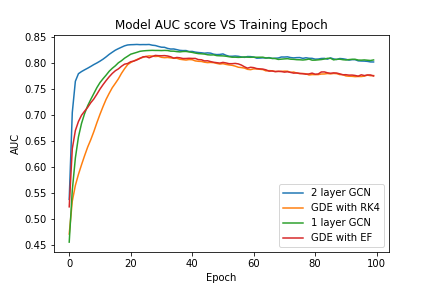 Model AUC score VS Training Epoch
0.85
0.80
0.75
0.70
0.65
0.60
0.55
0.50
0.45
AUC
2 layer GCN
GDE with RK4
1 layer GCN
GDE with EF
0 20 40 60 80 100
Epoch